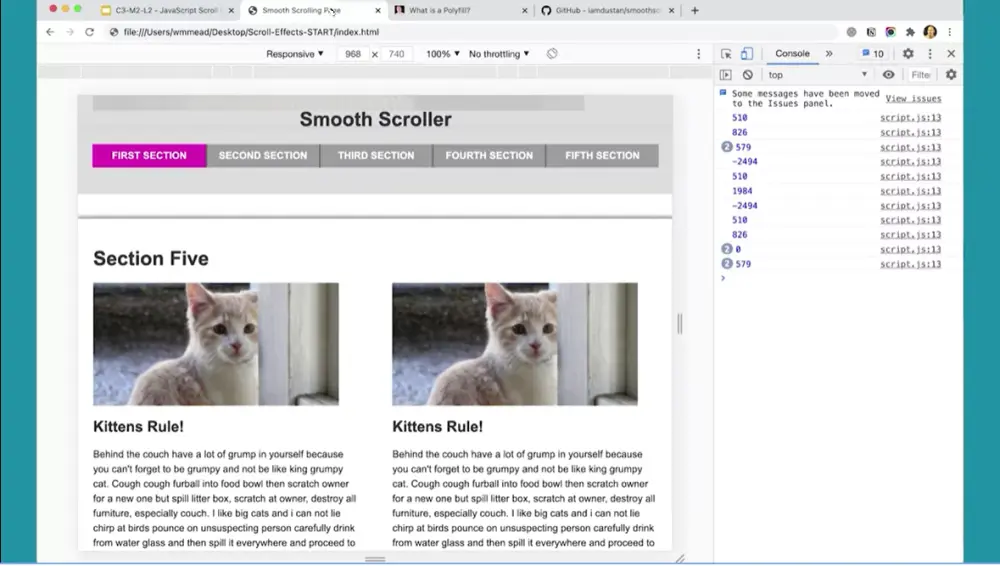 C3-M2-L2 - JavaScript Scroll
Smooth Scrolling Page
What is a Polyfill?
GitHub - iamdustan/smoothsc
file:///Users/wmmead/Desktop/Scroll-Effects-START/index.html
Responsive ▼ 968 × 740 100% ▼ No throttling ▼
Console » 10
top ▼ Filte
Some messages have been moved
to the Issues panel. View issues
510 script.js:13
826 script.js:13
2 579 script.js:13
-2494 script.js:13
510 script.js:13
1984 script.js:13
-2494 script.js:13
510 script.js:13
826 script.js:13
2 0 script.js:13
2 579 script.js:13
Smooth Scroller
FIRST SECTION SECOND SECTION THIRD SECTION FOURTH SECTION FIFTH SECTION
Section Five
Kittens Rule!
Behind the couch have a lot of grump in yourself because
you can't forget to be grumpy and not be like king grumpy
cat. Cough cough furball into food bowl then scratch owner
for a new one but spill litter box, scratch at owner, destroy all
furniture, especially couch. I like big cats and i can not lie
chirp at birds pounce on unsuspecting person carefully drink
from water glass and then spill it everywhere and proceed to
Kittens Rule!
Behind the couch have a lot of grump in yourself because
you can't forget to be grumpy and not be like king grumpy
cat. Cough cough furball into food bowl then scratch owner
for a new one but spill litter box, scratch at owner, destroy all
furniture, especially couch. I like big cats and i can not lie
chirp at birds pounce on unsuspecting person carefully drink
from water glass and then spill it everywhere and proceed to